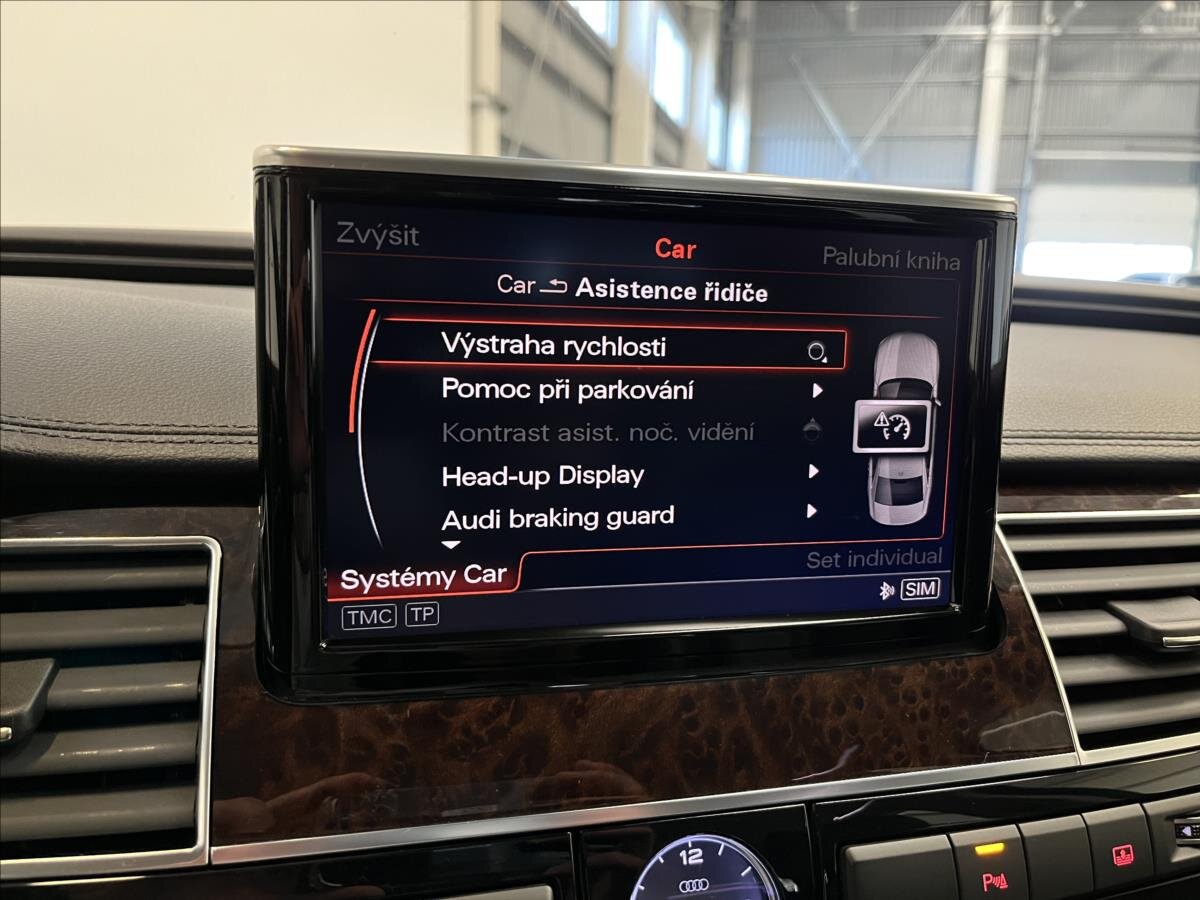 Zvýšit
Car
Palubní kniha
Car Asistence řidiče
Výstraha rychlosti
Pomoc při parkování
Kontrast asist. noč. vidění
Head-up Display
Audi braking guard
Set individual
Systémy Car
SIM
TMC TP
12
P